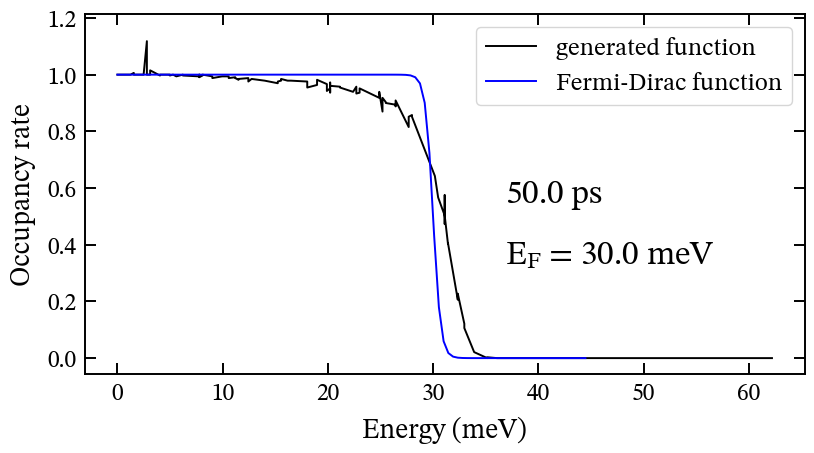 1.2
1.0
0.8
0.6
0.4
0.2
0.0
Occupancy rate
generated function
Fermi-Dirac function
50.0 ps
E_F = 30.0 meV
0 10 20 30 40 50 60
Energy (meV)